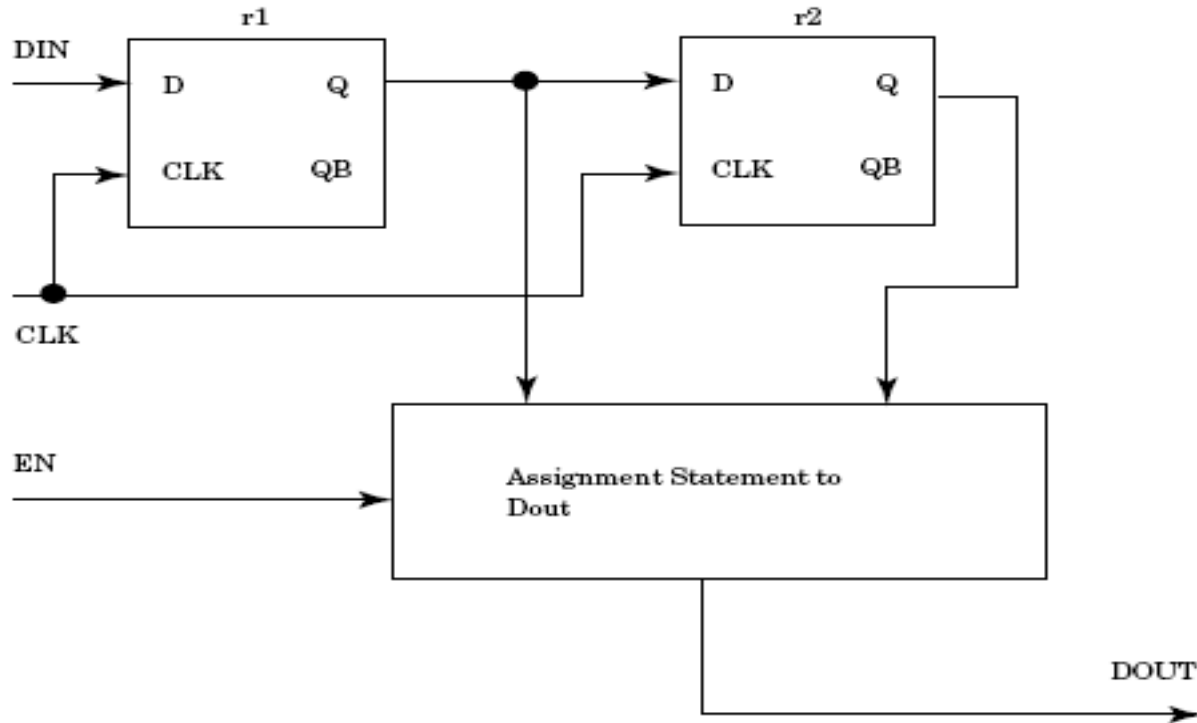 r1
r2
DIN
D
Q
D
Q
CLK
QB
CLK
QB
CLK
EN
Assignment Statement to
Dout
DOUT